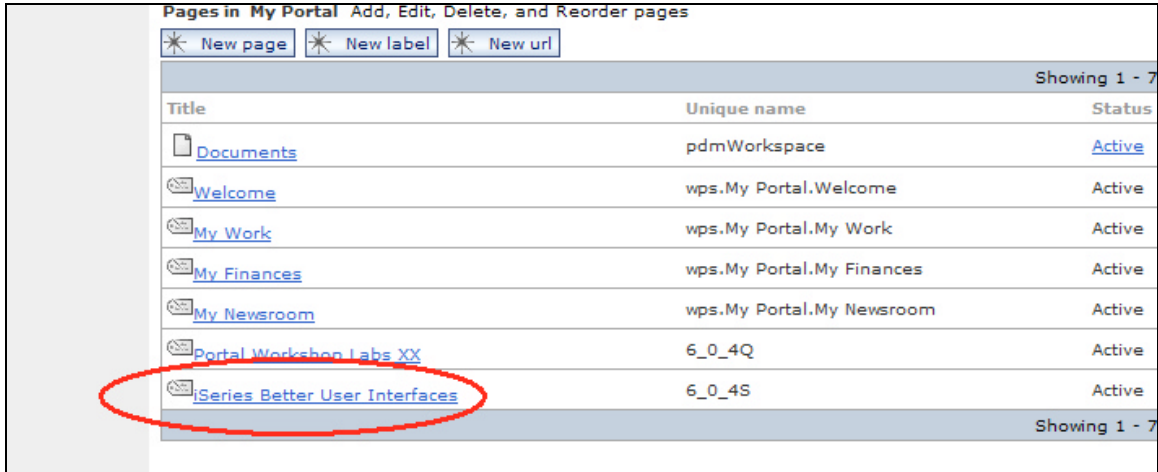 Pages in My Portal Add, Edit, Delete, and Reorder pages
New page New label New url
Showing 1 - 7
Title Unique name Status
Documents pdmWorkspace Active
Welcome wps.My Portal.Welcome Active
My Work wps.My Portal.My Work Active
My Finances wps.My Portal.My Finances Active
My Newsroom wps.My Portal.My Newsroom Active
Portal Workshop Labs XX 6_0_4Q Active
iSeries Better User Interfaces 6_0_4S Active
Showing 1 - 7